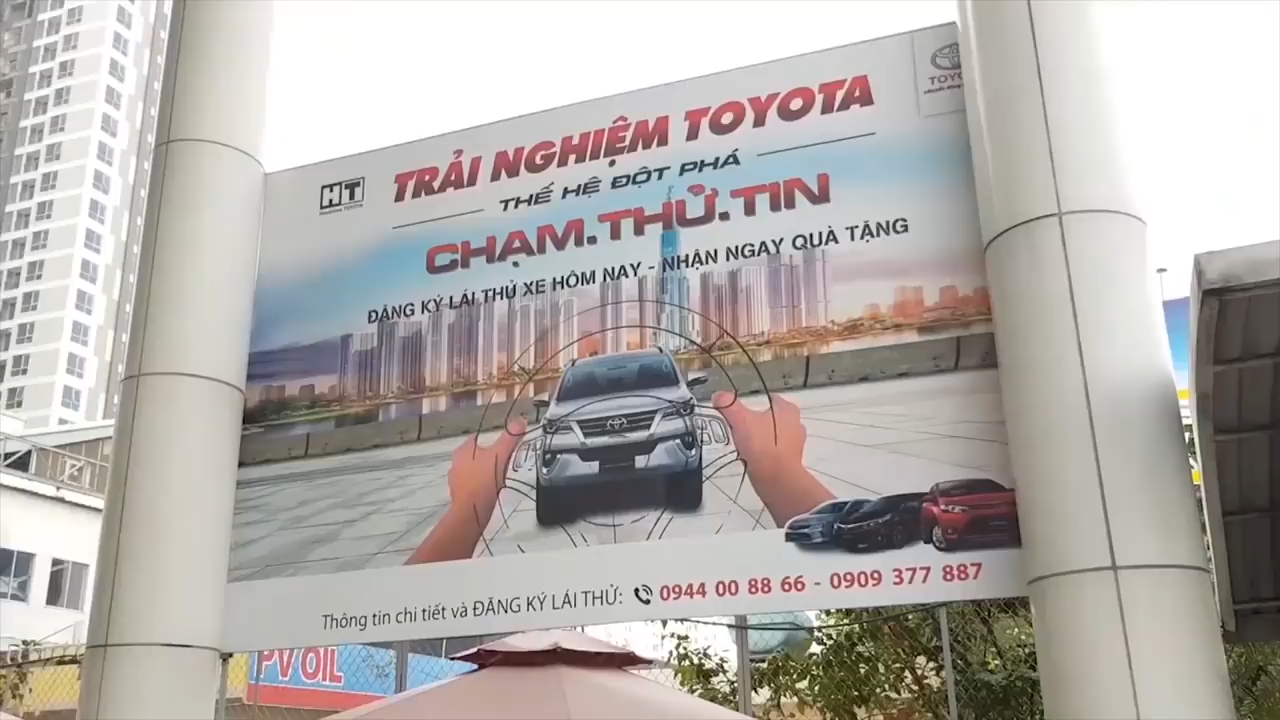 TRẢI NGHIỆM TOYOTA
THẾ HỆ ĐỘT PHÁ
CHẠM.THỬ.TIN
ĐĂNG KÝ LÁI THỬ XE HÔM NAY - NHẬN NGAY QUÀ TẶNG
HT
TOYO
Thông tin chi tiết và ĐĂNG KÝ LÁI THỬ: 0944 00 88 66 - 0909 377 887
PV OIL